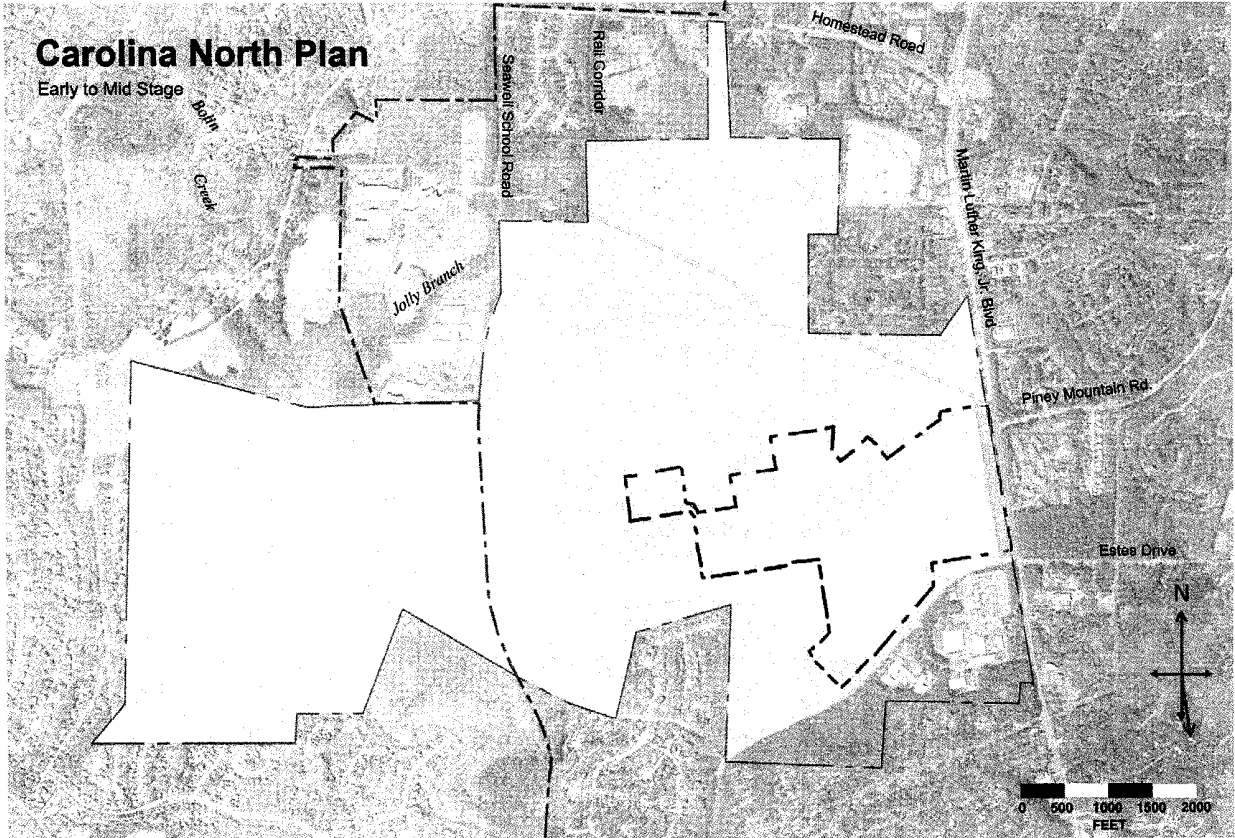 Carolina North Plan
Early to Mid Stage
Bolin
Creek
Jolly Branch
Seawell School Road
Rail Corridor
Homestead Road
Martin Luther King, Jr. Blvd
Piney Mountain Rd.
Estes Drive
N
0 500 1000 1500 2000
FEET